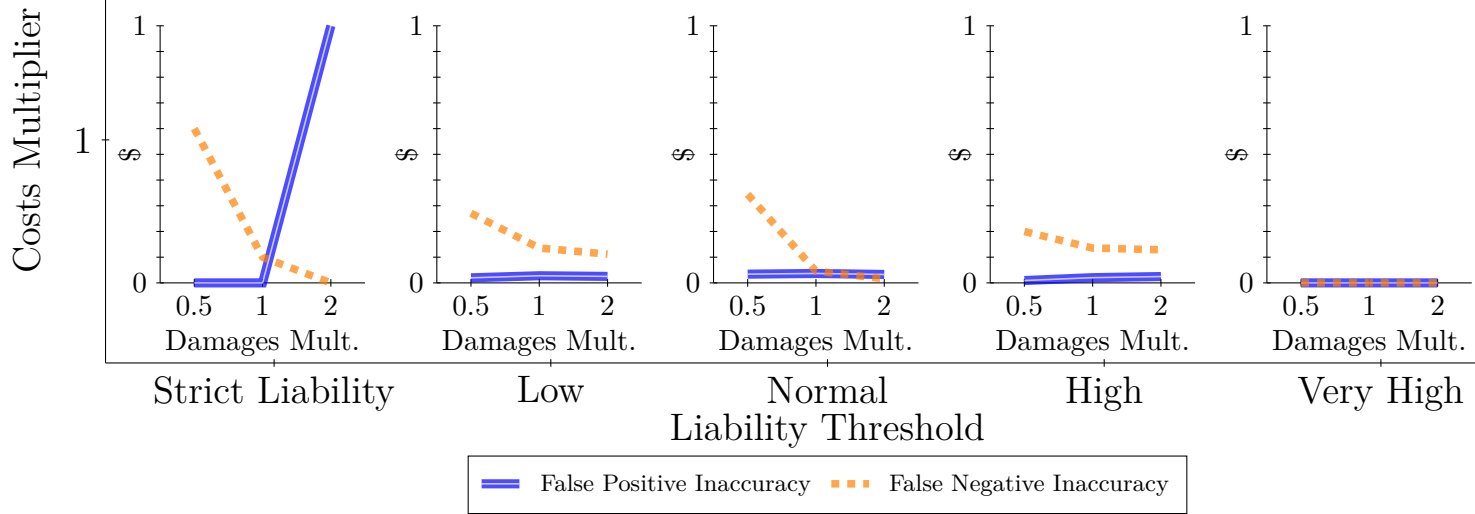 Costs Multiplier
1
1 1 1 1 1
$ $ $ $ $
0 0 0 0 0
0.5 1 2 0.5 1 2 0.5 1 2 0.5 1 2 0.5 1 2
Damages Mult. Damages Mult. Damages Mult. Damages Mult. Damages Mult.
Strict Liability Low Normal High Very High
Liability Threshold
False Positive Inaccuracy False Negative Inaccuracy